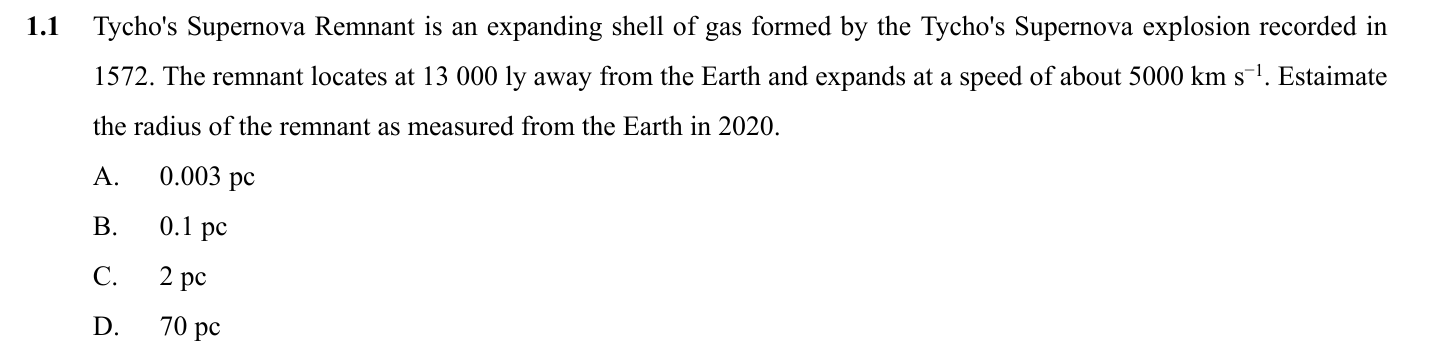 1.1 Tycho's Supernova Remnant is an expanding shell of gas formed by the Tycho's Supernova explosion recorded in
1572. The remnant locates at 13 000 ly away from the Earth and expands at a speed of about 5000 km s⁻¹. Estaimate
the radius of the remnant as measured from the Earth in 2020.
A. 0.003 pc
B. 0.1 pc
C. 2 pc
D. 70 pc